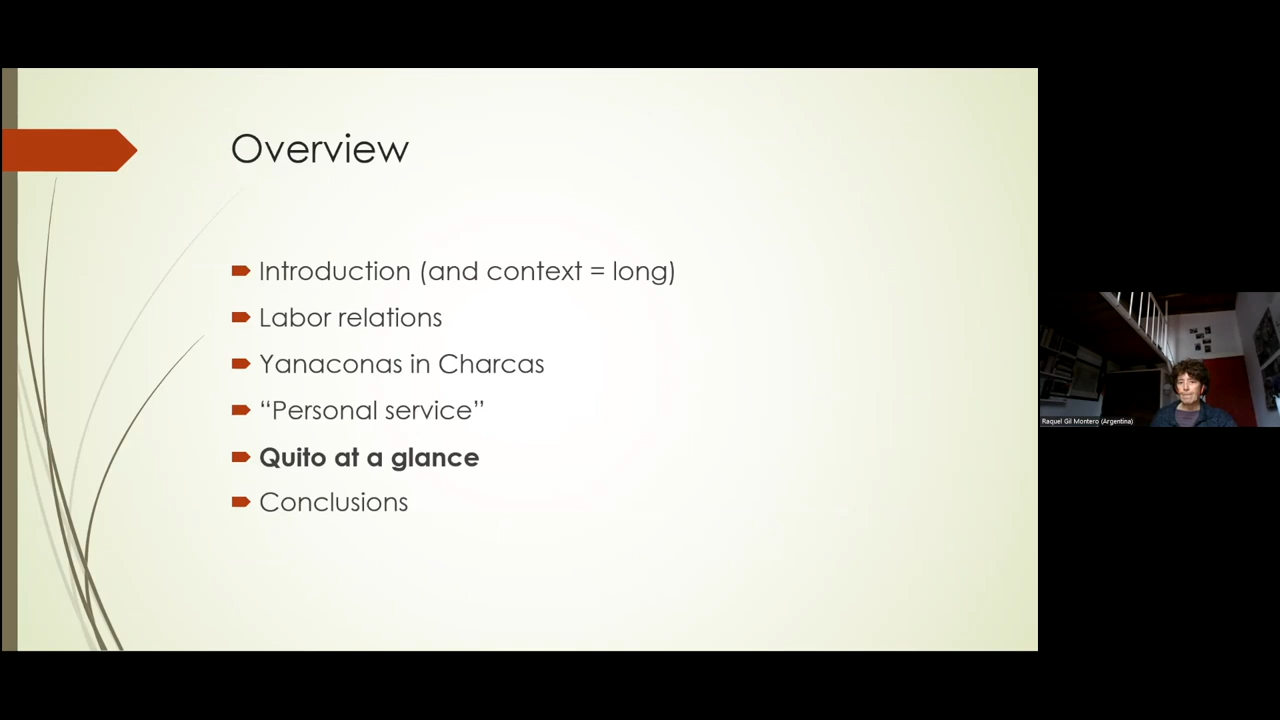 Overview
Introduction (and context = long)
Labor relations
Yanaconas in Charcas
“Personal service”
Quito at a glance
Conclusions
Raquel Gil Montero (Argentina)